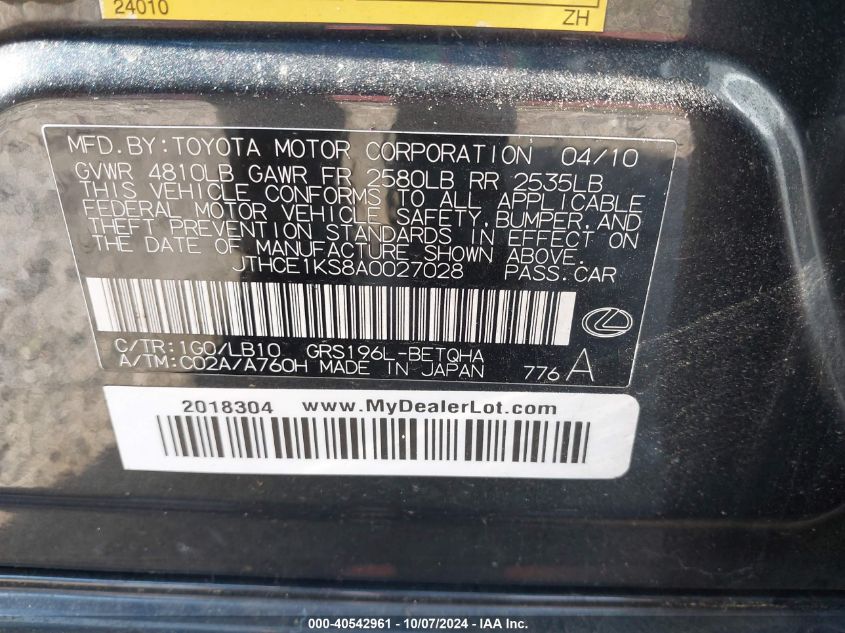 24010 ZH
MFD.BY:TOYOTA MOTOR CORPORATION 04/10
GVWR 4810LB GAWR FR 2580LB RR 2535LB
THIS VEHICLE CONFORMS TO ALL APPLICABLE
FEDERAL MOTOR VEHICLE SAFETY,BUMPER,AND
THEFT PREVENTION STANDARDS IN EFFECT ON
THE DATE OF MANUFACTURE SHOWN ABOVE.
JTHCE1KS8A0027028 PASS.CAR
C/TR:1G0/LB10 GRS196L-BETQHA
A/TM:C02A/A760H MADE IN JAPAN 776 A
2018304 www.MyDealerLot.com
000-40542961 - 10/07/2024 - IAA Inc.